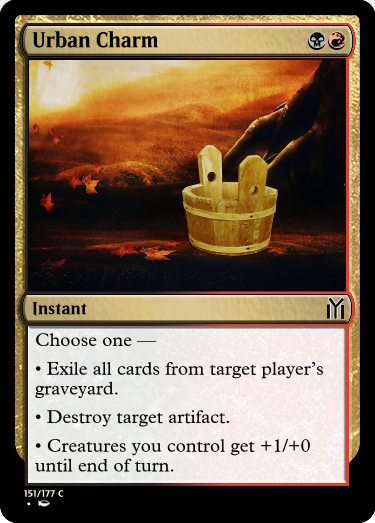 Urban Charm
Instant
Choose one —
• Exile all cards from target player's
graveyard.
• Destroy target artifact.
• Creatures you control get +1/+0
until end of turn.
151/177 C